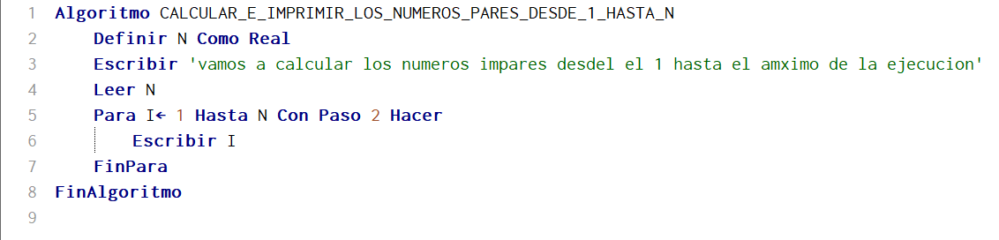 1 Algoritmo CALCULAR_E_IMPRIMIR_LOS_NUMEROS_PARES_DESDE_1_HASTA_N
2 Definir N Como Real
3 Escribir 'vamos a calcular los numeros impares desdel el 1 hasta el amximo de la ejecucion'
4 Leer N
5 Para I← 1 Hasta N Con Paso 2 Hacer
6 Escribir I
7 FinPara
8 FinAlgoritmo
9